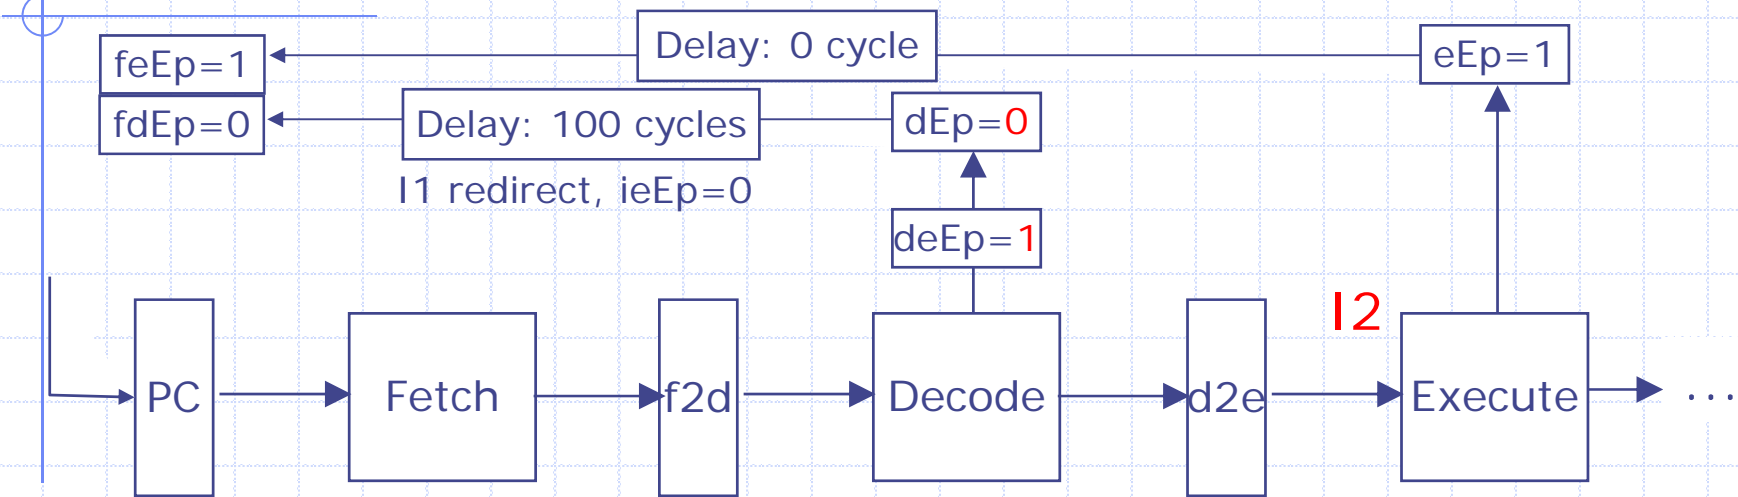 Delay: 0 cycle
eEp=1
feEp=1
fdEp=0
Delay: 100 cycles
dEp=0
I1 redirect, ieEp=0
deEp=1
I2
PC
Fetch
f2d
Decode
d2e
Execute
...